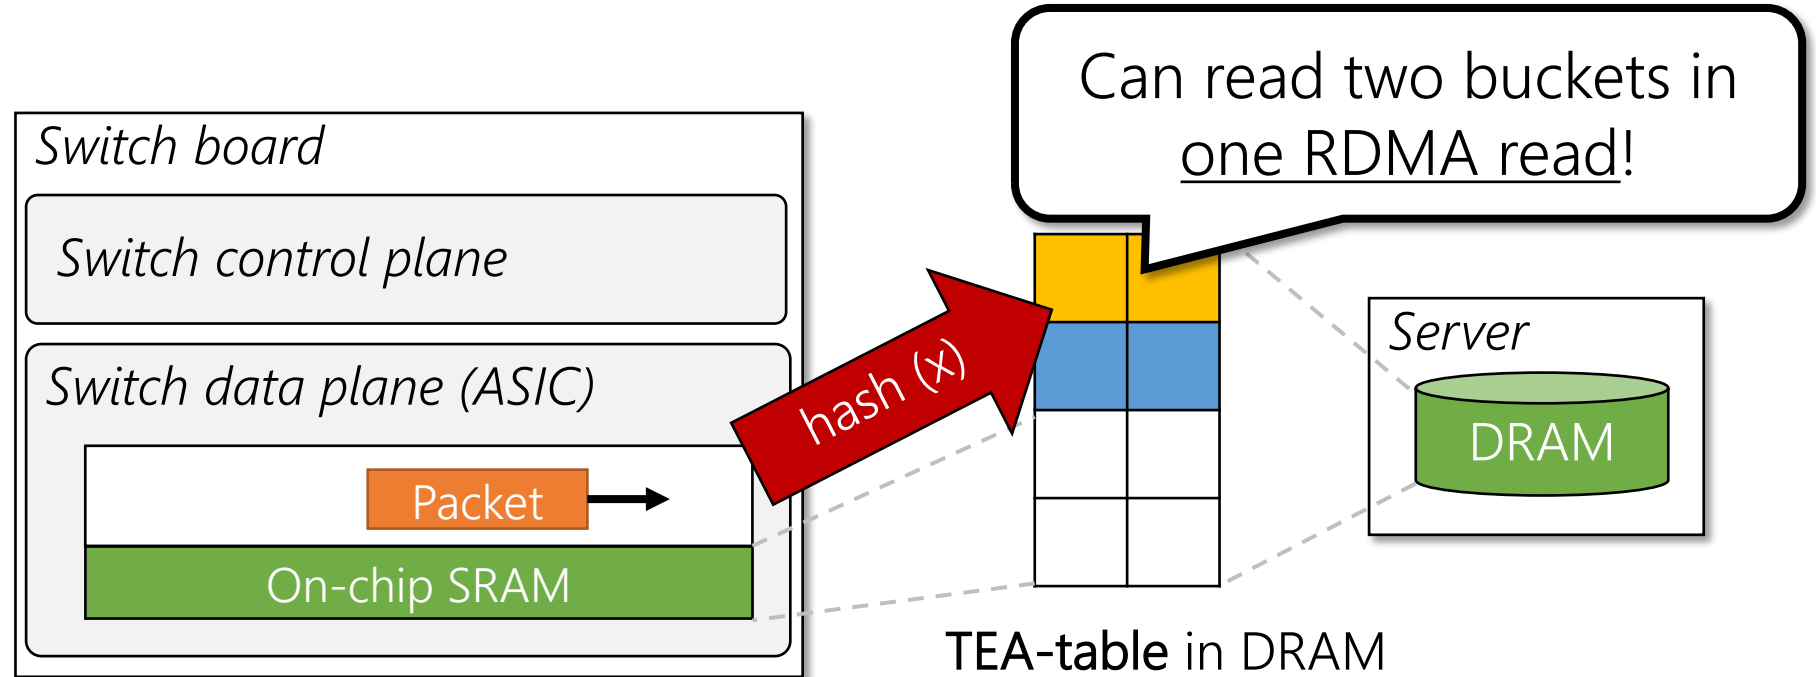 Can read two buckets in
one RDMA read!
Switch board
Switch control plane
Switch data plane (ASIC)
Packet
On-chip SRAM
hash (x)
Server
DRAM
TEA-table in DRAM